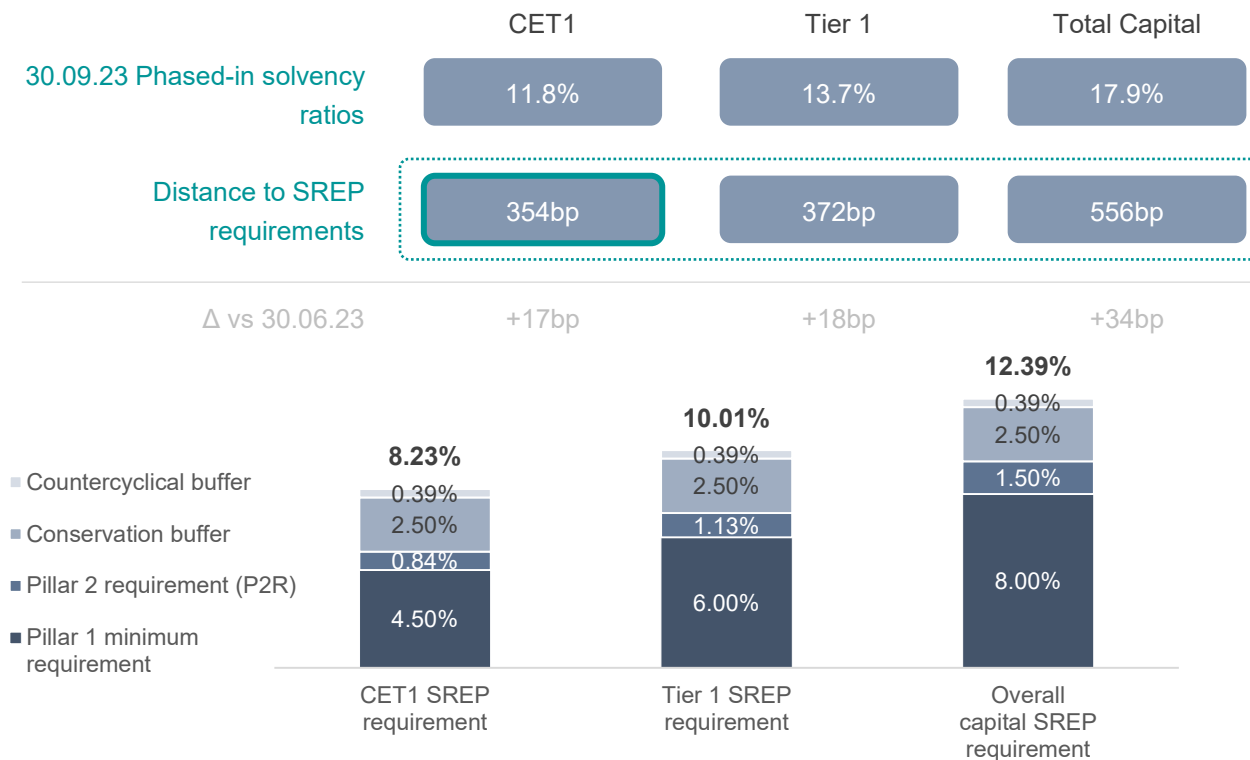 CET1 Tier 1 Total Capital
30.09.23 Phased-in solvency
ratios
11.8% 13.7% 17.9%
Distance to SREP
requirements
354bp 372bp 556bp
Δ vs 30.06.23 +17bp +18bp +34bp
8.23% 10.01% 12.39%
0.39% 0.39% 0.39%
2.50% 2.50% 2.50%
0.84% 1.13% 1.50%
4.50% 6.00% 8.00%
Countercyclical buffer
Conservation buffer
Pillar 2 requirement (P2R)
Pillar 1 minimum
requirement
CET1 SREP
requirement
Tier 1 SREP
requirement
Overall
capital SREP
requirement